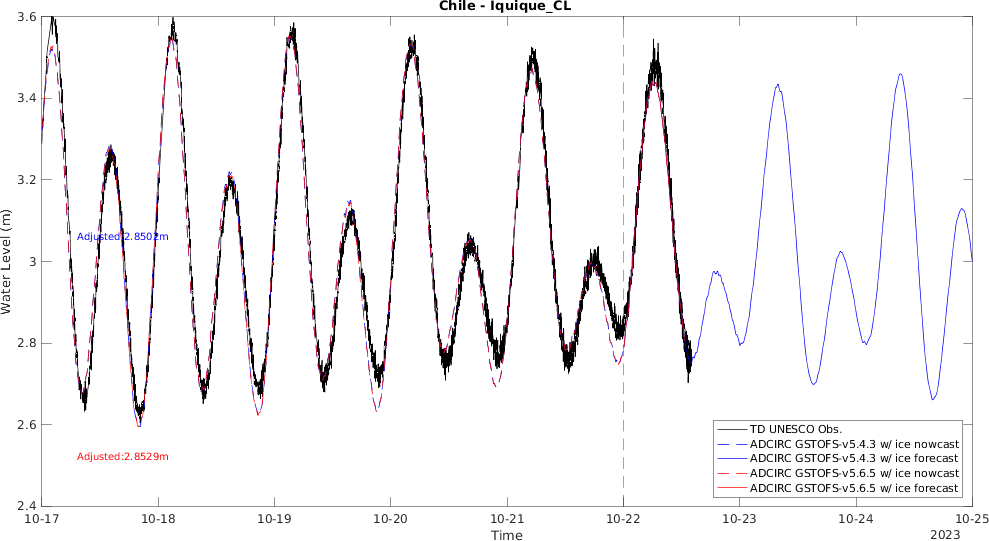 Chile - Iquique_CL
3.6
3.4
3.2
3
2.8
2.6
2.4
Water Level (m)
Adjusted:2.8502m
Adjusted:2.8529m
TD UNESCO Obs.
ADCIRC GSTOFS-v5.4.3 w/ ice nowcast
ADCIRC GSTOFS-v5.4.3 w/ ice forecast
ADCIRC GSTOFS-v5.6.5 w/ ice nowcast
ADCIRC GSTOFS-v5.6.5 w/ ice forecast
10-17 10-18 10-19 10-20 10-21 10-22 10-23 10-24 10-25
Time
2023